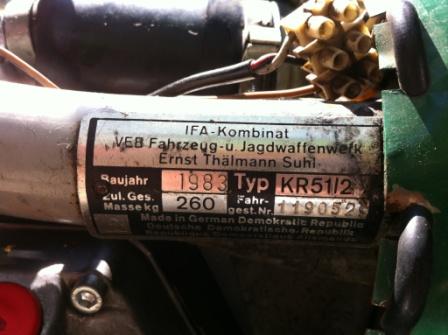 IFA-Kombinat
VEB Fahrzeug-u Jagdwaffenwerk
Ernst Thälmann Suhl
Baujahr 1983 Typ KR51/2
zul. Ges. Masse kg 260 Fahr-gest.Nr. 119052
Made in German Democratic Republic
Deutsche Demokratische Republik